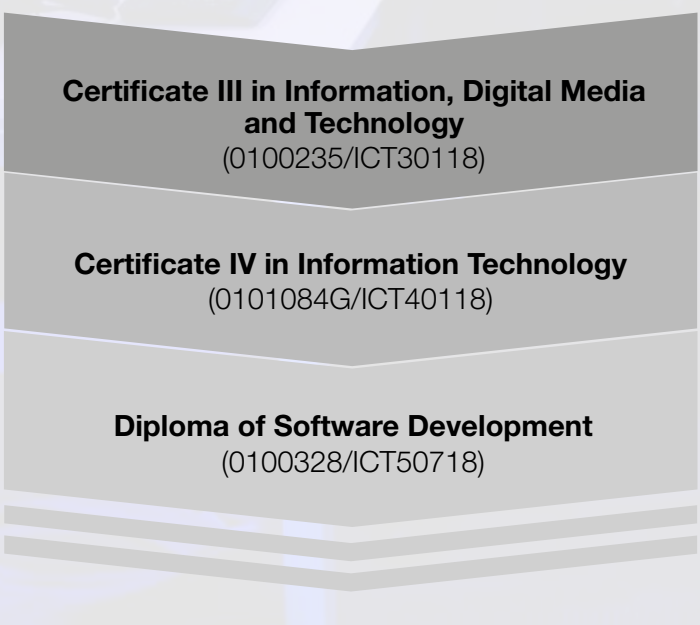 Certificate III in Information, Digital Media
and Technology
(0100235/ICT30118)
Certificate IV in Information Technology
(0101084G/ICT40118)
Diploma of Software Development
(0100328/ICT50718)